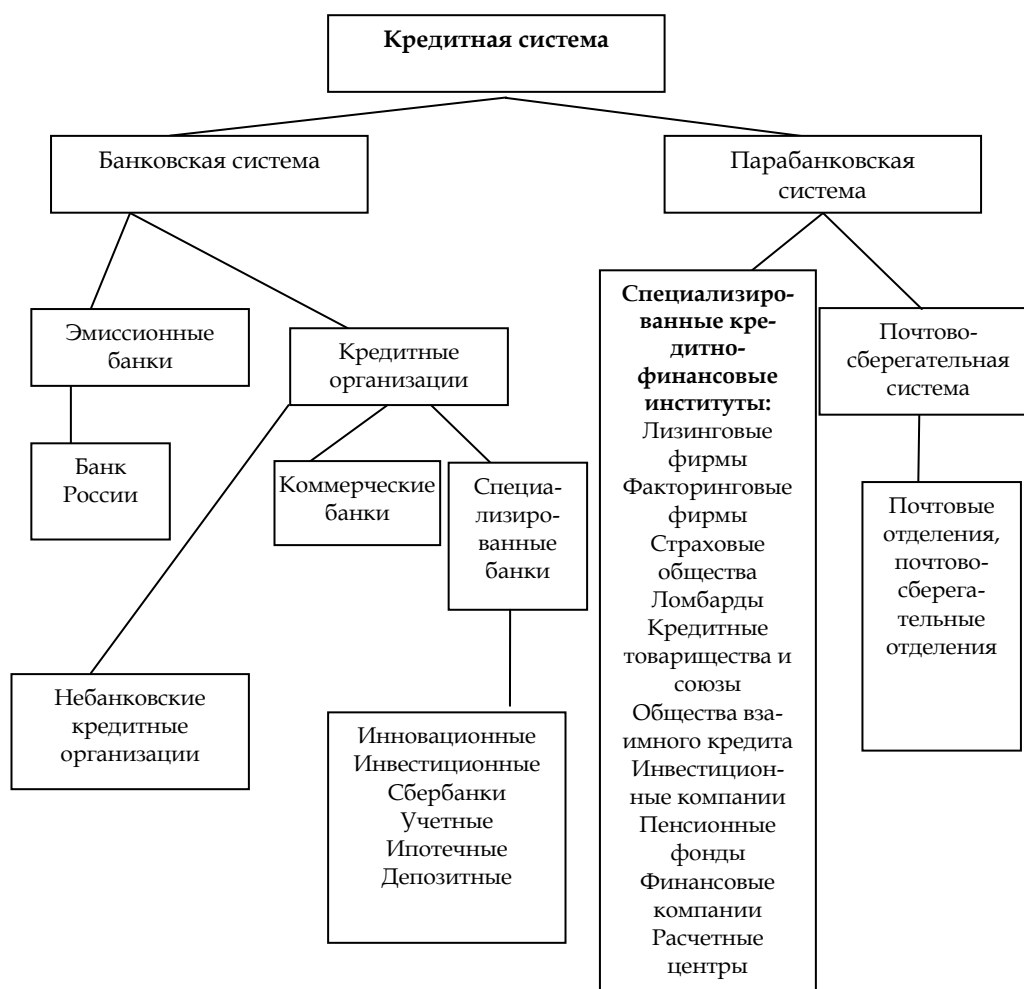 Кредитная система
Банковская система
Парабанковская
система
Эмиссионные
банки
Кредитные
организации
Банк
России
Коммерческие
банки
Специа-
лизиро-
ванные
банки
Небанковские
кредитные
организации
Инновационные
Инвестиционные
Сбербанки
Учетные
Ипотечные
Депозитные
Специализиро-
ванные кре-
дитно-
финансовые
институты:
Лизинговые
фирмы
Факторинговые
фирмы
Страховые
общества
Ломбарды
Кредитные
товарищества и
союзы
Общества вза-
имного кредита
Инвестицион-
ные компании
Пенсионные
фонды
Финансовые
компании
Расчетные
центры
Почтово-
сберегательная
система
Почтовые
отделения,
почтово-
сберега-
тельные
отделения